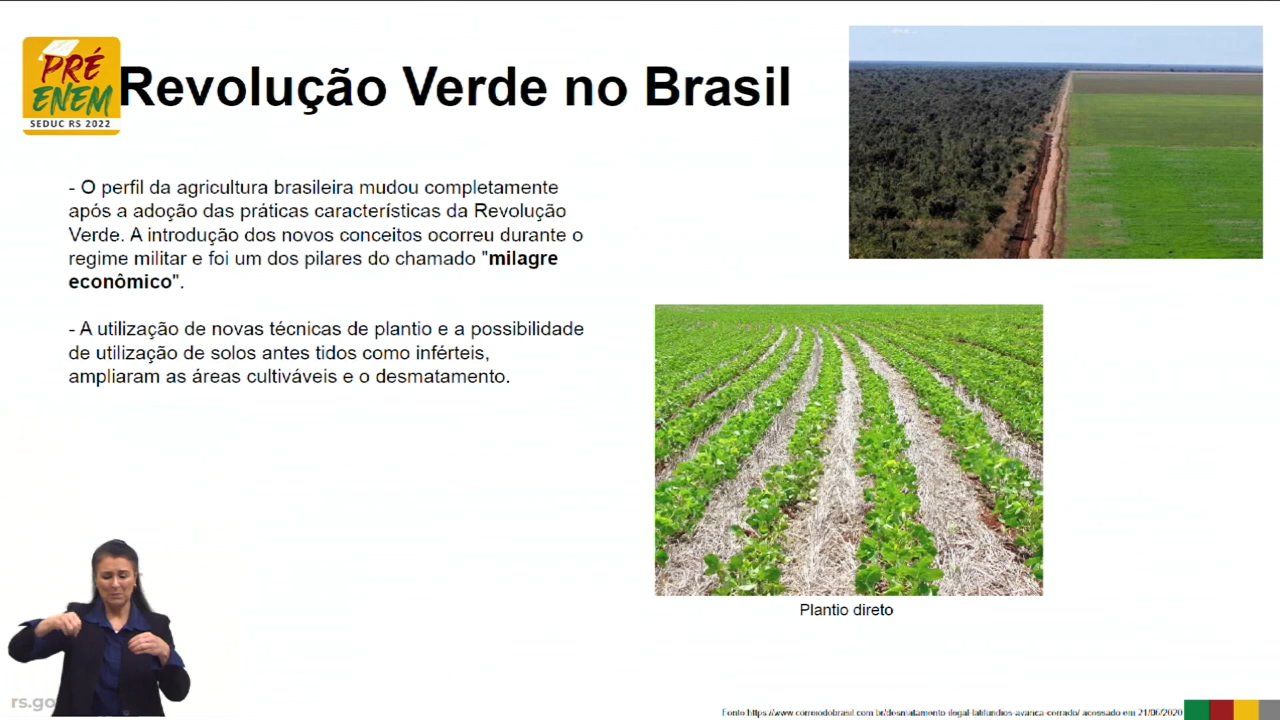 PRÉ
ENEM
SEDUC RS 2022
Revolução Verde no Brasil
- O perfil da agricultura brasileira mudou completamente
após a adoção das práticas características da Revolução
Verde. A introdução dos novos conceitos ocorreu durante o
regime militar e foi um dos pilares do chamado "milagre
econômico".
- A utilização de novas técnicas de plantio e a possibilidade
de utilização de solos antes tidos como inférteis,
ampliaram as áreas cultiváveis e o desmatamento.
Plantio direto
rs.go
Fonto:https://www.correiodobrasil.com.br/desmatamento-ilegal-latifundios-avanca-cerrado/ acessado em 21/06/2020